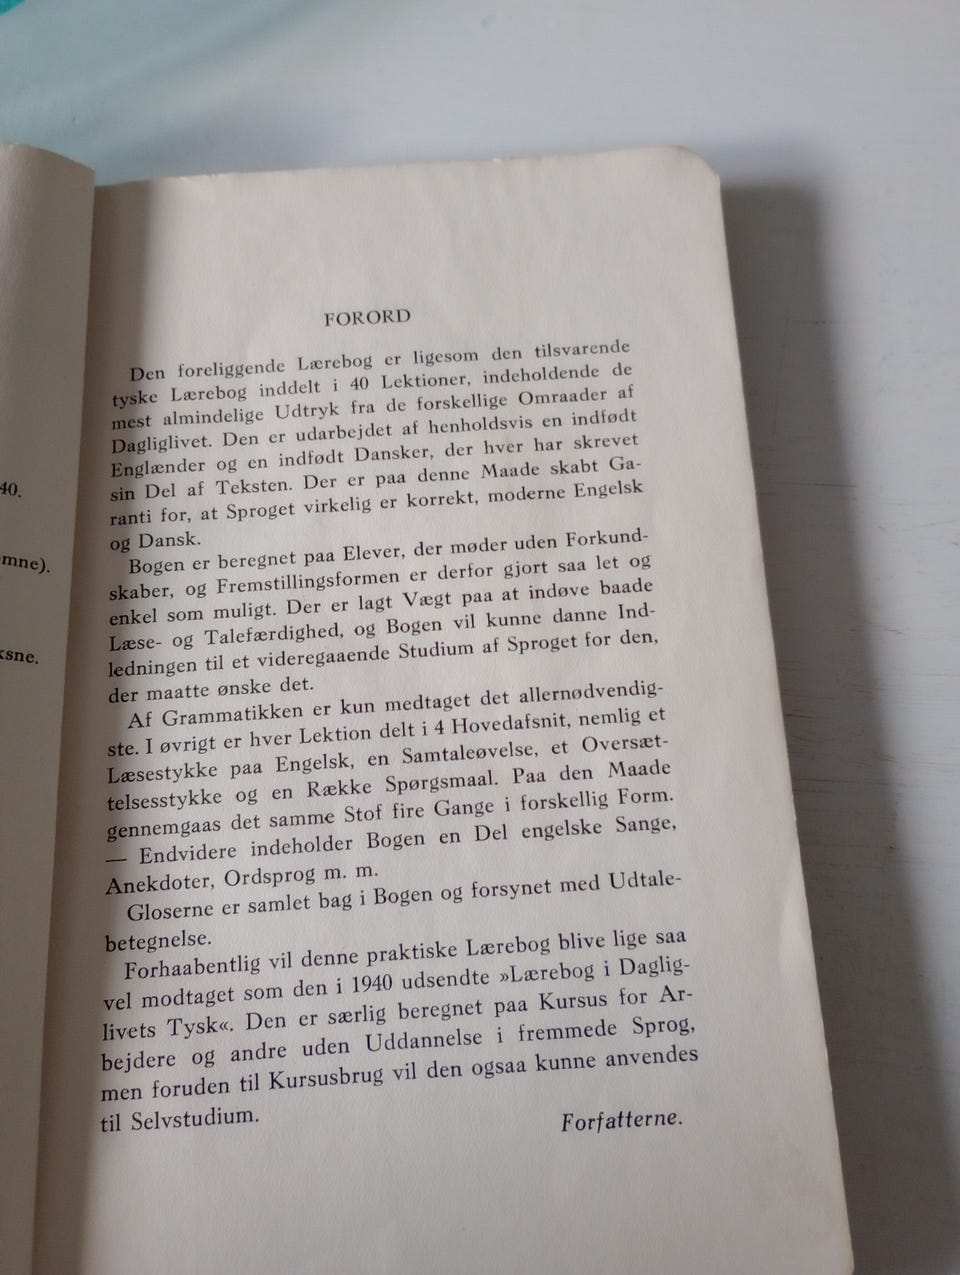 40.
mne).
ksne.
FORORD
Den foreliggende Lærebog er ligesom den tilsvarende
tyske Lærebog inddelt i 40 Lektioner, indeholdende de
mest almindelige Udtryk fra de forskellige Omraader af
Dagliglivet. Den er udarbejdet af henholdsvis en indfødt
Englænder og en indfødt Dansker, der hver har skrevet
sin Del af Teksten. Der er paa denne Maade skabt Ga-
ranti for, at Sproget virkelig er korrekt, moderne Engelsk
og Dansk.
Bogen er beregnet paa Elever, der møder uden Forkund-
skaber, og Fremstillingsformen er derfor gjort saa let og
enkel som muligt. Der er lagt Vægt paa at indøve baade
Læse- og Talefærdighed, og Bogen vil kunne danne Ind-
ledningen til et videregaaende Studium af Sproget for den,
der maatte ønske det.
Af Grammatikken er kun medtaget det allernødvendig-
ste. I øvrigt er hver Lektion delt i 4 Hovedafsnit, nemlig et
Læsestykke paa Engelsk, en Samtaleøvelse, et Oversæt-
telsesstykke og en Række Spørgsmaal. Paa den Maade
gennemgaas det samme Stof fire Gange i forskellig Form.
— Endvidere indeholder Bogen en Del engelske Sange,
Anekdoter, Ordsprog m. m.
Gloserne er samlet bag i Bogen og forsynet med Udtale-
betegnelse.
Forhaabentlig vil denne praktiske Lærebog blive lige saa
vel modtaget som den i 1940 udsendte »Lærebog i Daglig-
livets Tysk«. Den er særlig beregnet paa Kursus for Ar-
bejdere og andre uden Uddannelse i fremmede Sprog,
men foruden til Kursusbrug vil den ogsaa kunne anvendes
til Selvstudium.
Forfatterne.